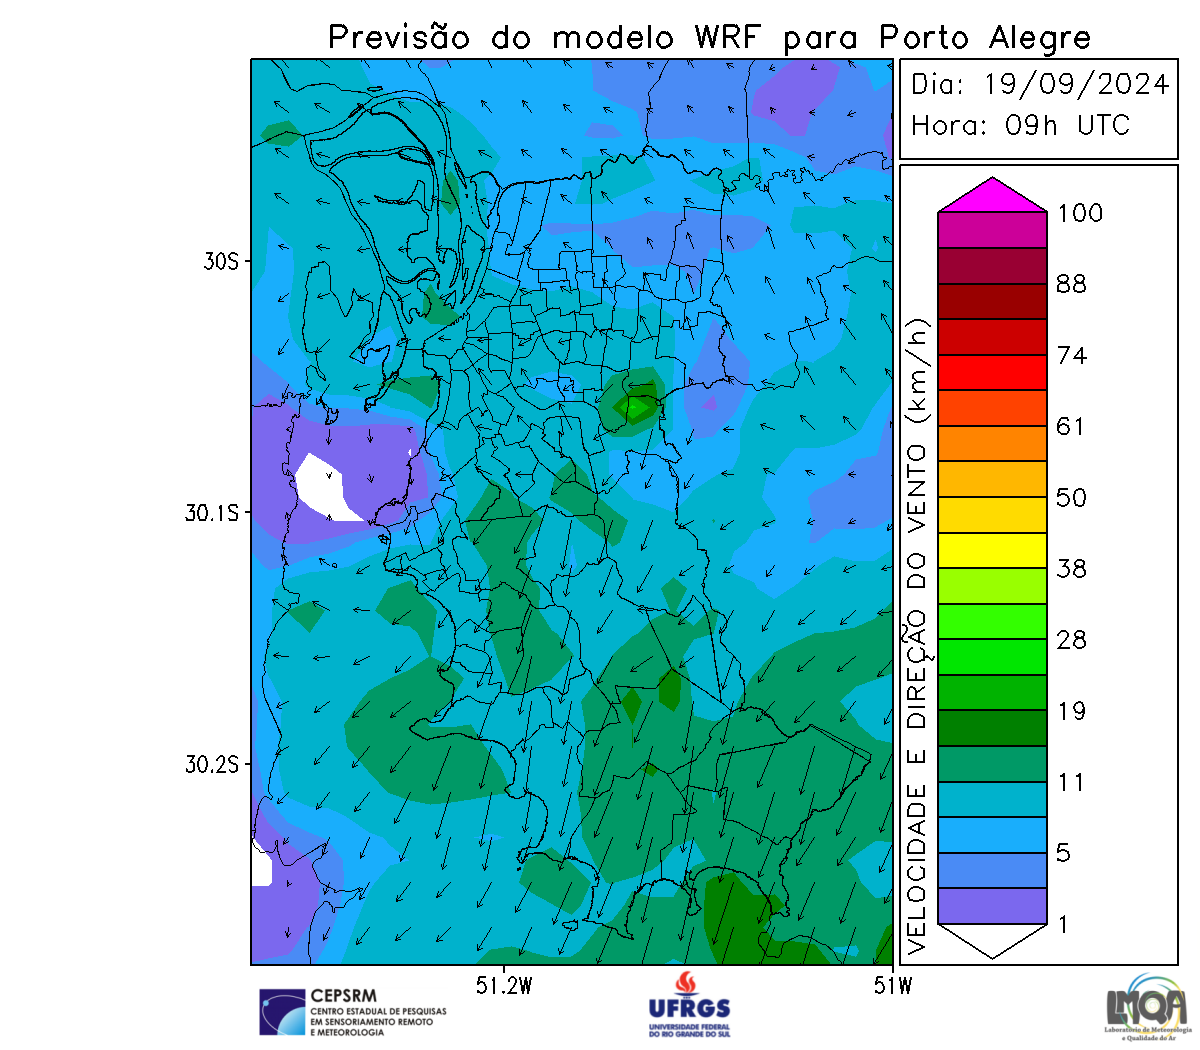 Previsão do modelo WRF para Porto Alegre
Dia: 19/09/2024
Hora: 09h UTC
30S
30.1S
30.2S
51.2W
51W
VELOCIDADE E DIREÇÃO DO VENTO (km/h)
100
88
74
61
50
38
28
19
11
5
1
CEPSRM
CENTRO ESTADUAL DE PESQUISAS
EM SENSORIAMENTO REMOTO
E METEOROLOGIA
UFRGS
UNIVERSIDADE FEDERAL
DO RIO GRANDE DO SUL
LMQA
Laboratório de Meteorologia
e Qualidade do Ar